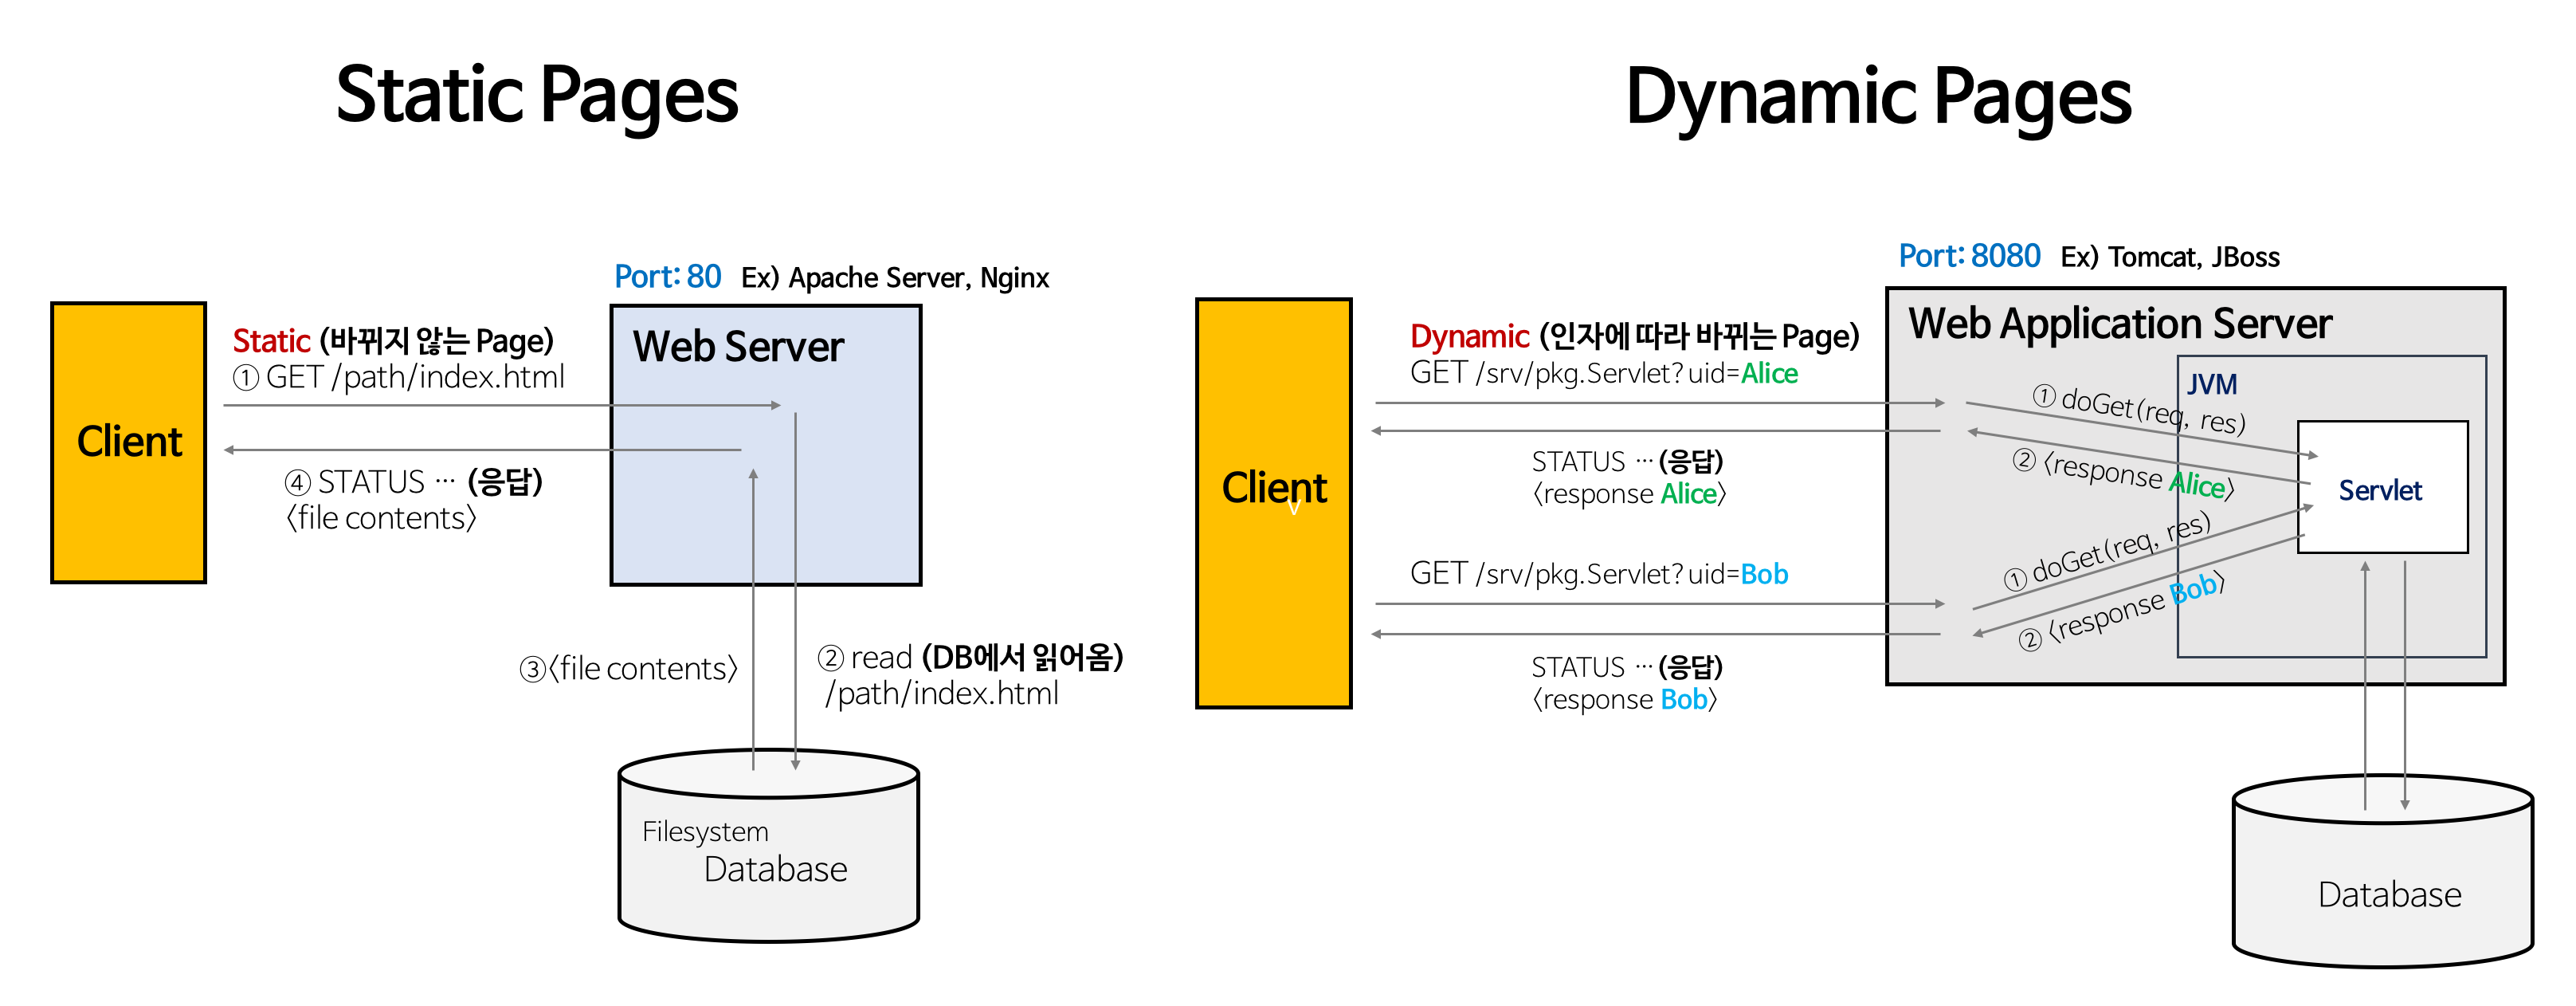 Static Pages
Port: 80 Ex) Apache Server, Nginx
Static (바뀌지 않는 Page)
① GET /path/index.html
Web Server
Client
④ STATUS … (응답)
〈file contents〉
③〈file contents〉
② read (DB에서 읽어옴)
/path/index.html
Filesystem
Database
Dynamic Pages
Port: 8080 Ex) Tomcat, JBoss
Web Application Server
Dynamic (인자에 따라 바뀌는 Page)
GET /srv/pkg.Servlet? uid=Alice
JVM
① doGet(req, res)
② 〈response Alice〉
STATUS … (응답)
〈response Alice〉
Client
v
Servlet
① doGet(req, res)
② 〈response Bob〉
GET /srv/pkg.Servlet? uid=Bob
STATUS … (응답)
〈response Bob〉
Database